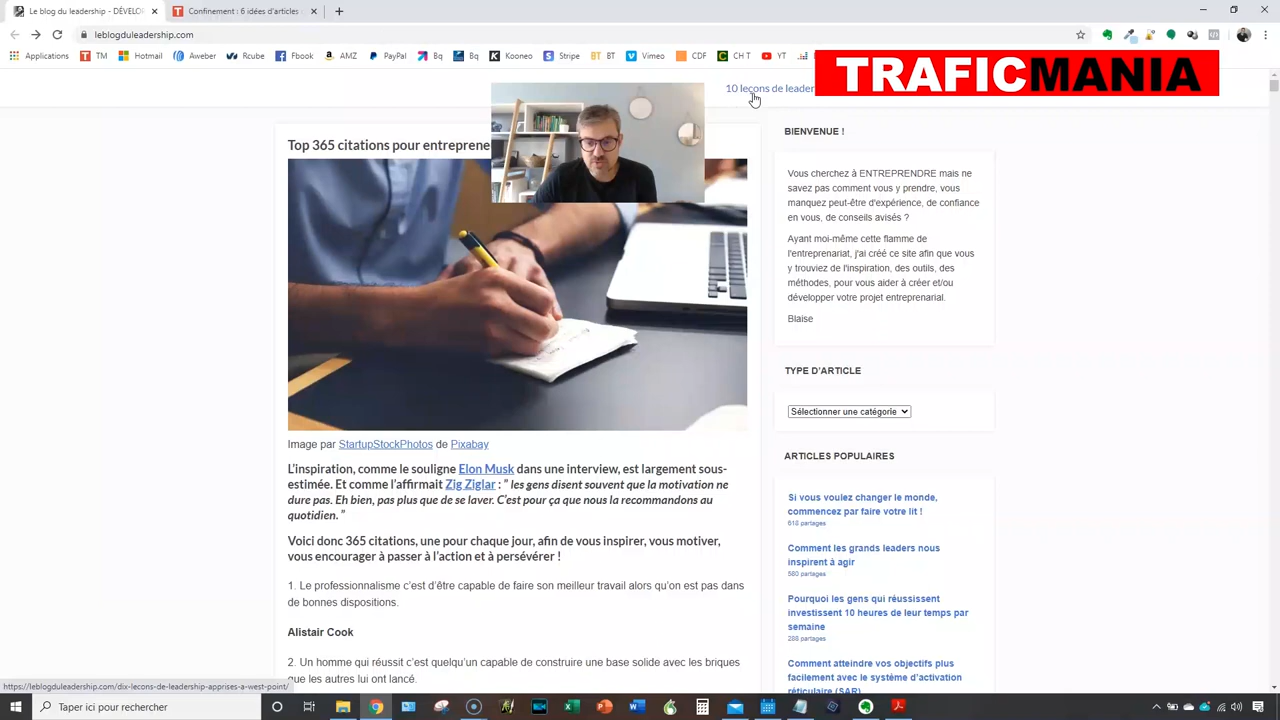 Le blog du leadership - DÉVELOP
Confinement : 6 idées d'
leblogduleadership.com
Applications
YT
Hotmail
Aweber
Rcube
Fbook
AMZ
PayPal
Bq
Bq
Kooneo
Stripe
BT
BT
Vimeo
CDF
CH T
YT
TRAFICMANIA
10 leçons de leader
Top 365 citations pour entreprene
Image par StartupStockPhotos de Pixabay
L'inspiration, comme le souligne Elon Musk dans une interview, est largement sous-
estimée. Et comme l'affirmait Zig Ziglar : " les gens disent souvent que la motivation ne
dure pas. Eh bien, pas plus que de se laver. C'est pour ça que nous la recommandons au
quotidien. "
Voici donc 365 citations, une pour chaque jour, afin de vous inspirer, vous motiver,
vous encourager à passer à l'action et à persévérer !
1. Le professionnalisme c'est d'être capable de faire son meilleur travail alors qu'on est pas dans
de bonnes dispositions.
Alistair Cook
2. Un homme qui réussit c'est quelqu'un capable de construire une base solide avec les briques
que les autres lui ont lancé.
BIENVENUE !
Vous cherchez à ENTREPRENDRE mais ne
savez pas comment vous y prendre, vous
manquez peut-être d'expérience, de confiance
en vous, de conseils avisés ?
Ayant moi-même cette flamme de
l'entreprenariat, j'ai créé ce site afin que vous
y trouviez de l'inspiration, des outils, des
méthodes, pour vous aider à créer et/ou
développer votre projet entreprenarial.
Blaise
TYPE D'ARTICLE
Sélectionner une catégorie
ARTICLES POPULAIRES
Si vous voulez changer le monde,
commencez par faire votre lit !
618 partages
Comment les grands leaders nous
inspirent à agir
580 partages
Pourquoi les gens qui réussissent
investissent 10 heures de leur temps par
semaine
288 partages
Comment atteindre vos objectifs plus
facilement avec le système d'activation
réticulaire (SAR)
https://leblogduleadership.com/dix-lecons-de-leadership-apprises-a-west-point/
Taper ici pour rechercher